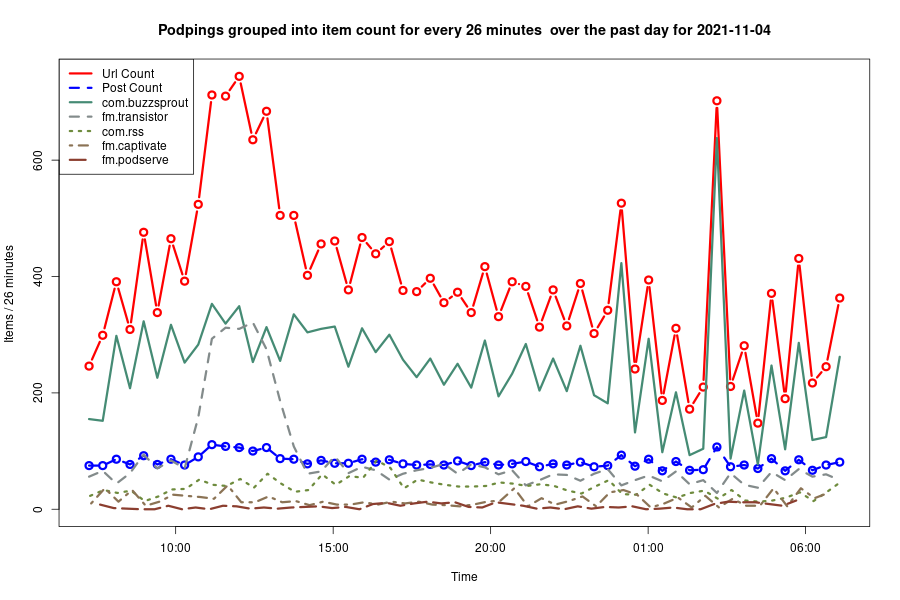 Podpings grouped into item count for every 26 minutes  over the past day for 2021-11-04
Url Count
Post Count
com.buzzsprout
fm.transistor
com.rss
fm.captivate
fm.podserve
Items / 26 minutes
600
400
200
0
10:00
15:00
20:00
01:00
06:00
Time